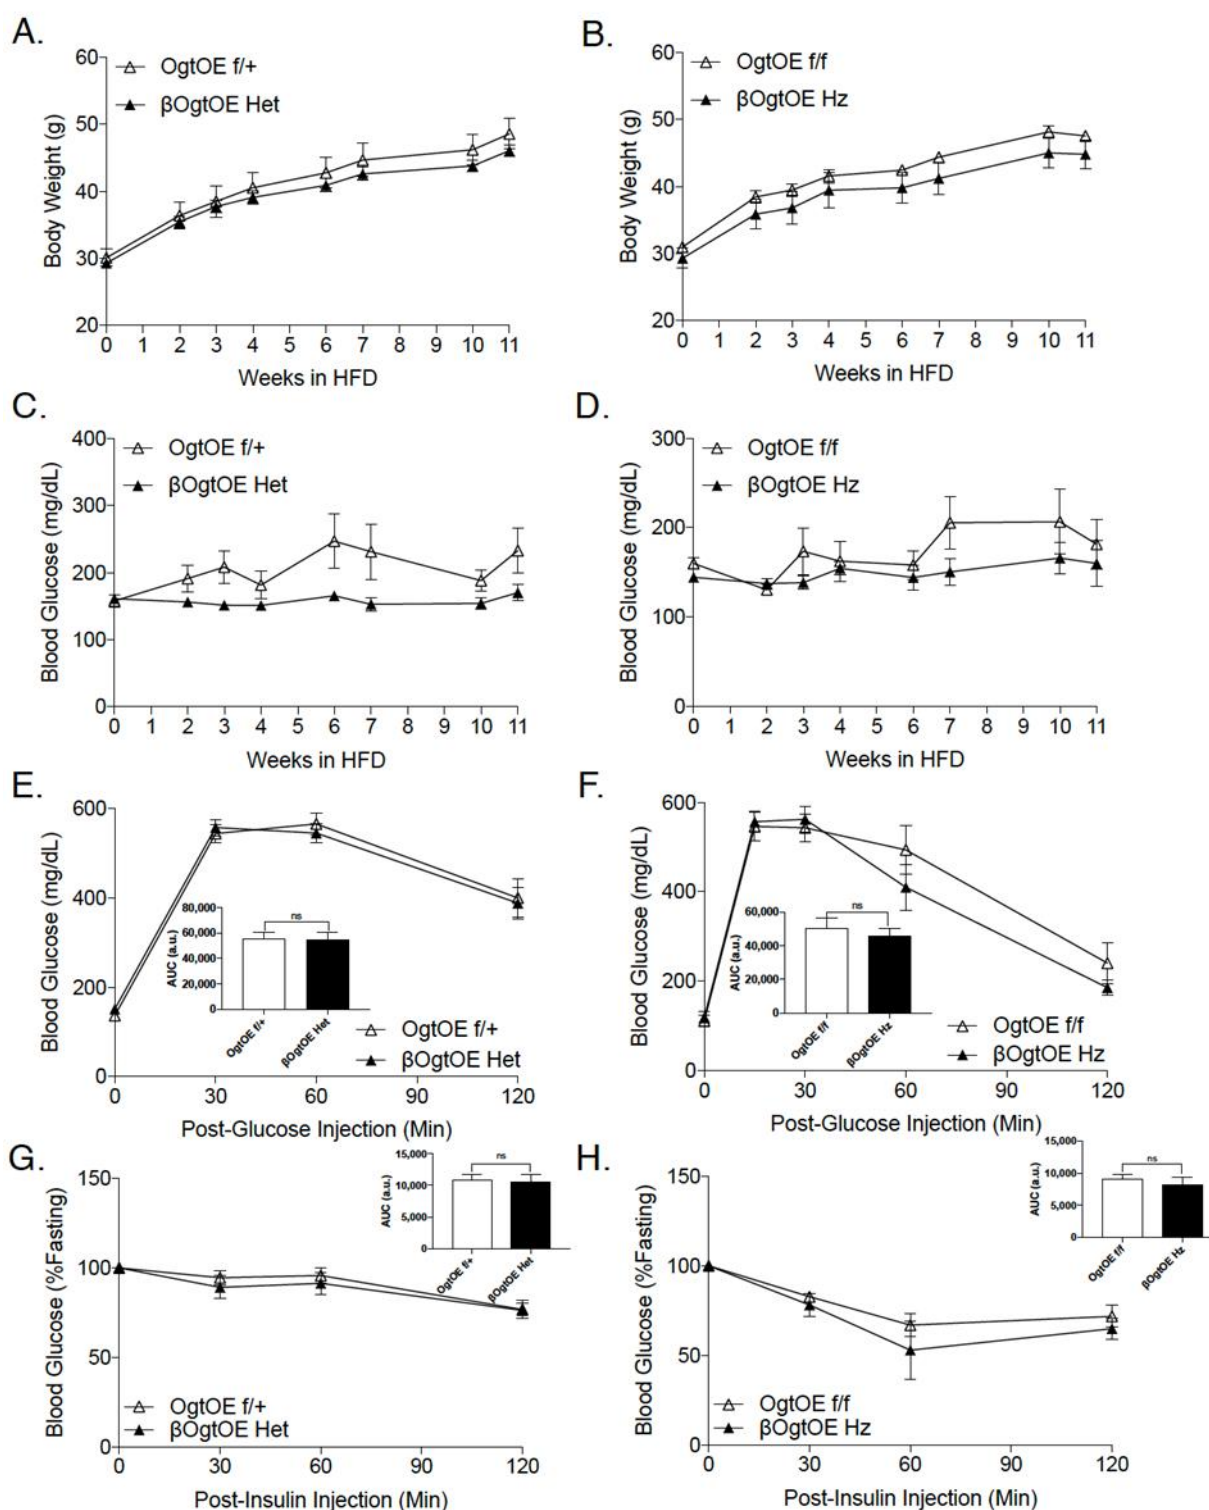 A.
60
50
40
30
20
Body Weight (g)
OgtOE f/+
βOgtOE Het
0 1 2 3 4 5 6 7 8 9 10 11
Weeks in HFD
B.
60
50
40
30
20
Body Weight (g)
OgtOE f/f
βOgtOE Hz
0 1 2 3 4 5 6 7 8 9 10 11
Weeks in HFD
C.
400
300
200
100
0
Blood Glucose (mg/dL)
OgtOE f/+
βOgtOE Het
0 1 2 3 4 5 6 7 8 9 10 11
Weeks in HFD
D.
300
200
100
0
Blood Glucose (mg/dL)
OgtOE f/f
βOgtOE Hz
0 1 2 3 4 5 6 7 8 9 10 11
Weeks in HFD
E.
600
400
200
0
Blood Glucose (mg/dL)
80,000
60,000
40,000
20,000
0
AUC (a.u.)
ns
OgtOE f/+
βOgtOE Het
OgtOE f/+
βOgtOE Het
0 30 60 90 120
Post-Glucose Injection (Min)
F.
600
400
200
0
Blood Glucose (mg/dL)
60,000
40,000
20,000
0
AUC (a.u.)
ns
OgtOE f/f
βOgtOE Hz
OgtOE f/f
βOgtOE Hz
0 30 60 90 120
Post-Glucose Injection (Min)
G.
150
100
50
0
Blood Glucose (%Fasting)
15,000
10,000
5,000
0
AUC (a.u.)
ns
OgtOE f/+
βOgtOE Het
OgtOE f/+
βOgtOE Het
0 30 60 90 120
Post-Insulin Injection (Min)
H.
150
100
50
0
Blood Glucose (%Fasting)
15,000
10,000
5,000
0
AUC (a.u.)
ns
OgtOE f/f
βOgtOE Hz
OgtOE f/f
βOgtOE Hz
0 30 60 90 120
Post-Insulin Injection (Min)